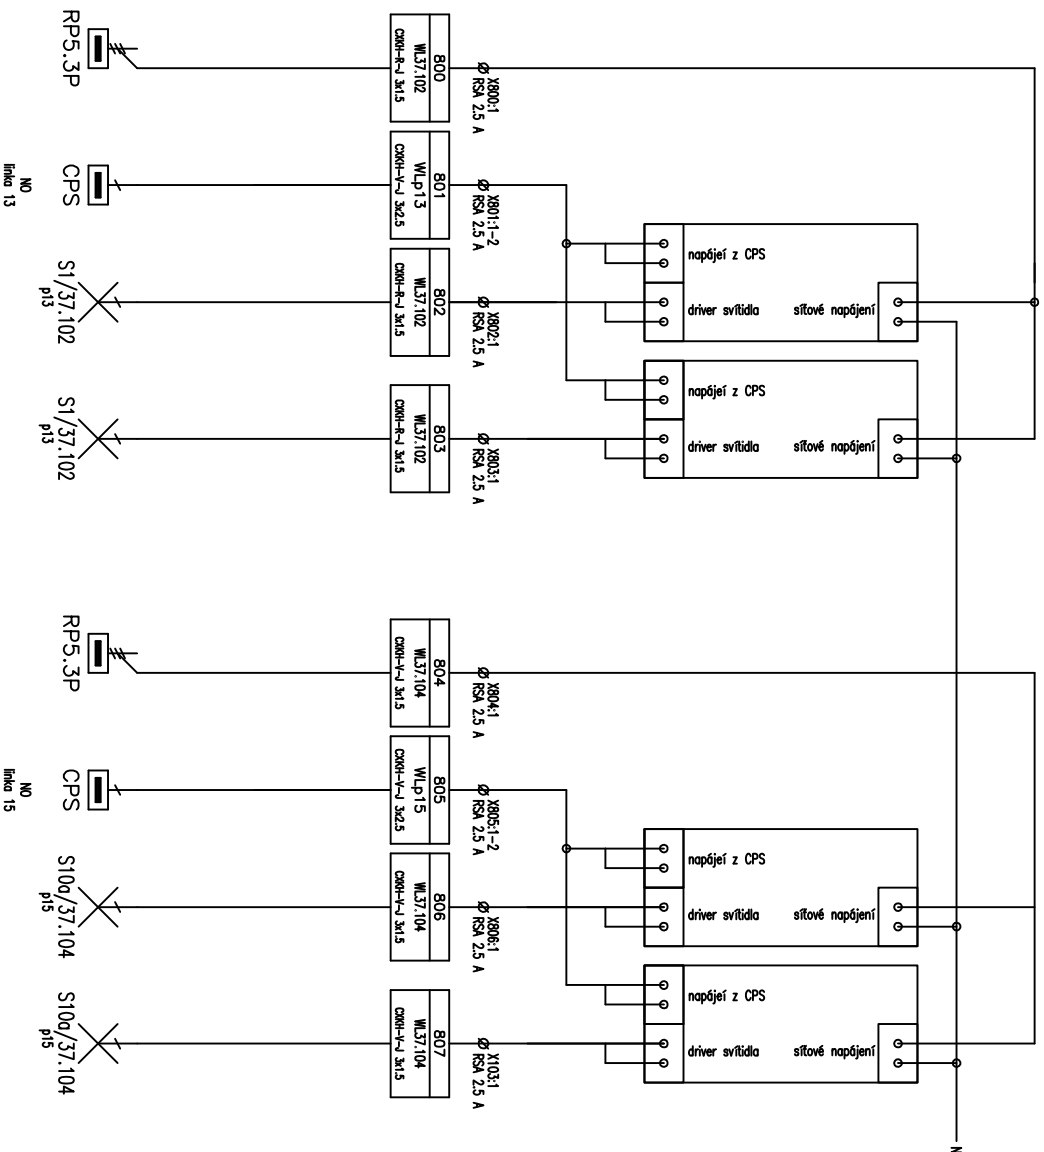 RP5.3P
800
WL37.102
CXKH-R-J 3x1.5
X800:1
RSA 2.5 A
CPS
NO
linka 13
801
WLp13
CXKH-V-J 3x2.5
X801:1-2
RSA 2.5 A
S1/37.102
p13
802
WL37.102
CXKH-R-J 3x1.5
X802:1
RSA 2.5 A
S1/37.102
p13
803
WL37.102
CXKH-R-J 3x1.5
X803:1
RSA 2.5 A
napájeí z CPS
driver svítidla
síťové napájení
napájeí z CPS
driver svítidla
síťové napájení
RP5.3P
804
WL37.104
CXKH-V-J 3x1.5
X804:1
RSA 2.5 A
CPS
NO
linka 15
805
WLp15
CXKH-V-J 3x2.5
X805:1-2
RSA 2.5 A
S10a/37.104
p15
806
WL37.104
CXKH-V-J 3x1.5
X806:1
RSA 2.5 A
S10a/37.104
p15
807
WL37.104
CXKH-V-J 3x1.5
X103:1
RSA 2.5 A
napájeí z CPS
driver svítidla
síťové napájení
napájeí z CPS
driver svítidla
síťové napájení
N